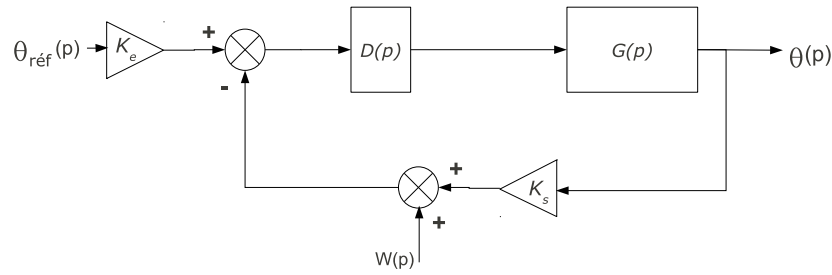 θréf(p)
Ke
+
-
D(p)
G(p)
θ(p)
+
Ks
+
W(p)